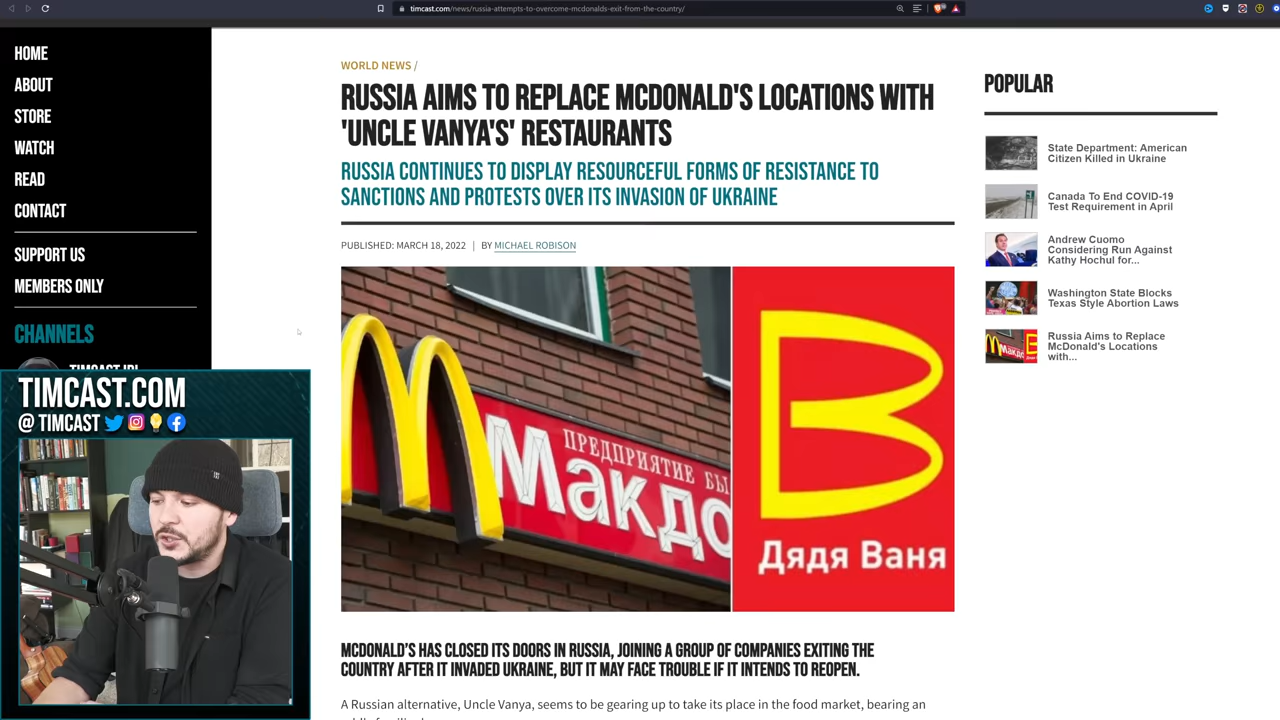 timcast.com/news/russia-attempts-to-overcome-mcdonalds-exit-from-the-country/
HOME
ABOUT
STORE
WATCH
READ
CONTACT
SUPPORT US
MEMBERS ONLY
CHANNELS
TIMCAST IRL
TIMCAST.COM
@ TIMCAST
WORLD NEWS /
RUSSIA AIMS TO REPLACE MCDONALD'S LOCATIONS WITH
'UNCLE VANYA'S' RESTAURANTS
RUSSIA CONTINUES TO DISPLAY RESOURCEFUL FORMS OF RESISTANCE TO
SANCTIONS AND PROTESTS OVER ITS INVASION OF UKRAINE
PUBLISHED: MARCH 18, 2022 | BY MICHAEL ROBISON
ПРЕДПРИЯТИЕ БЫ
Макдо
В
Дядя Ваня
MCDONALD'S HAS CLOSED ITS DOORS IN RUSSIA, JOINING A GROUP OF COMPANIES EXITING THE
COUNTRY AFTER IT INVADED UKRAINE, BUT IT MAY FACE TROUBLE IF IT INTENDS TO REOPEN.
A Russian alternative, Uncle Vanya, seems to be gearing up to take its place in the food market, bearing an
POPULAR
State Department: American
Citizen Killed in Ukraine
Canada To End COVID-19
Test Requirement in April
Andrew Cuomo
Considering Run Against
Kathy Hochul for...
Washington State Blocks
Texas Style Abortion Laws
Russia Aims to Replace
McDonald's Locations
with...